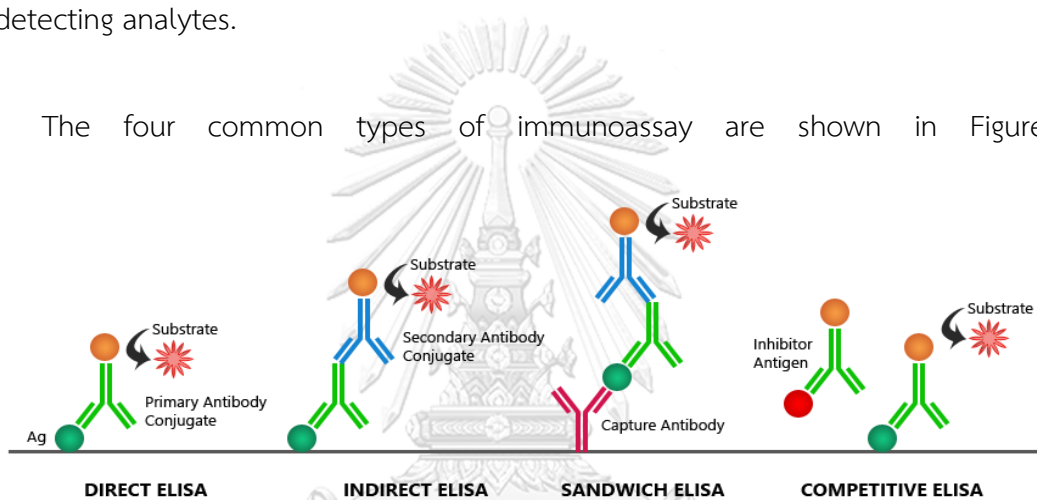 detecting analytes.
The four common types of immunoassay are shown in Figure
Substrate
Substrate
Substrate
Substrate
Secondary Antibody
Conjugate
Inhibitor
Antigen
Primary Antibody
Conjugate
Capture Antibody
Ag
DIRECT ELISA
INDIRECT ELISA
SANDWICH ELISA
COMPETITIVE ELISA